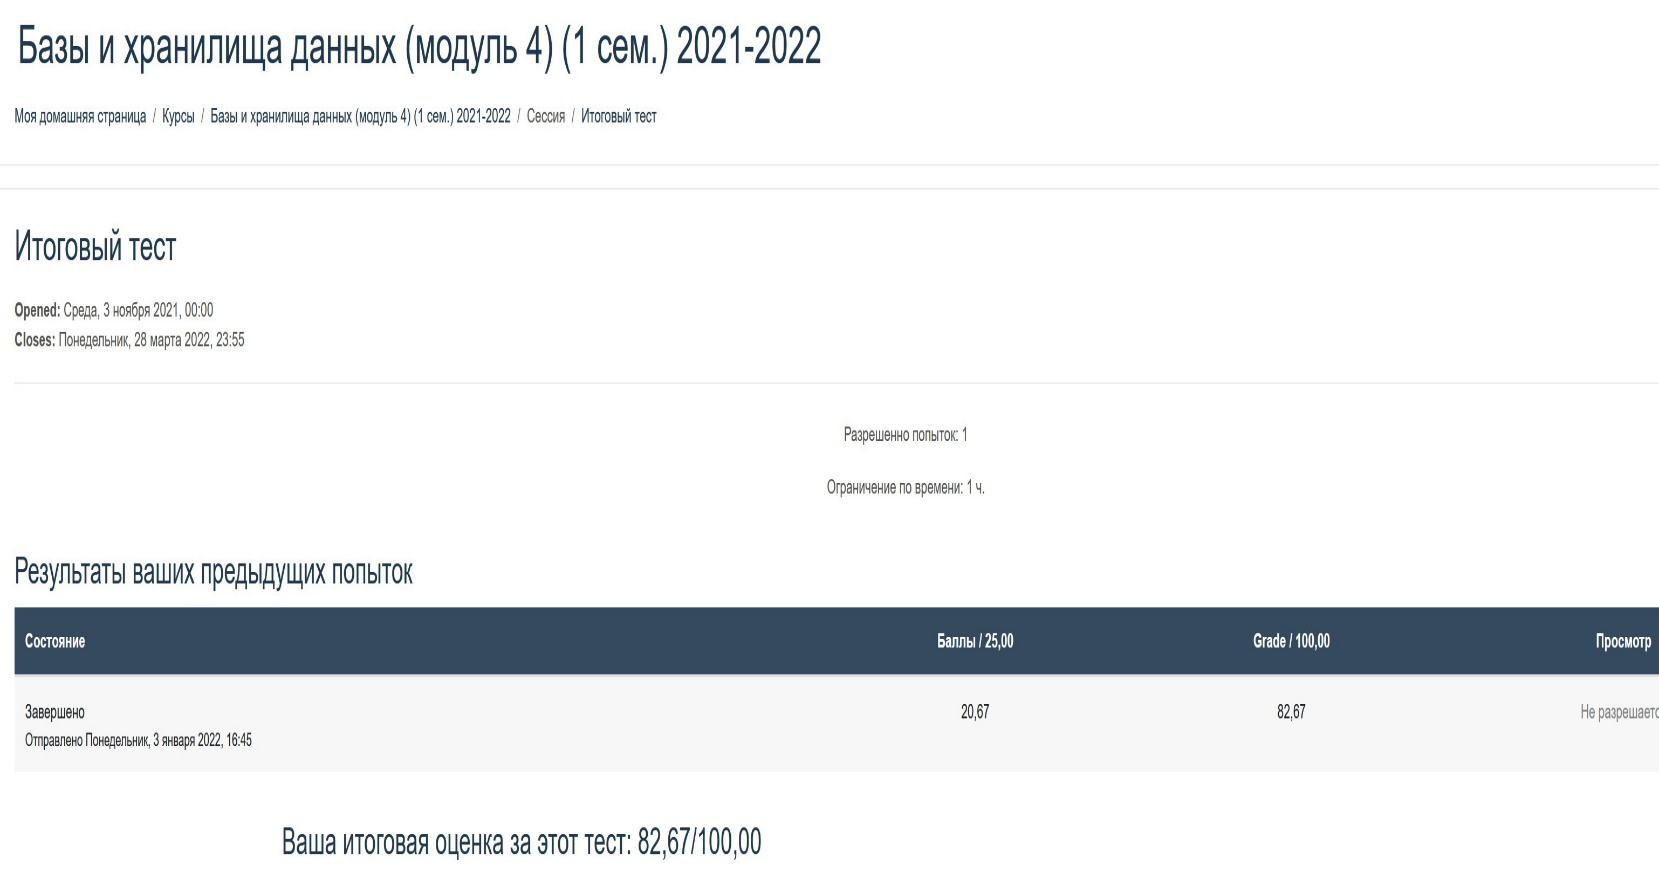 Базы и хранилища данных (модуль 4) (1 сем.) 2021-2022
Моя домашняя страница / Курсы / Базы и хранилища данных (модуль 4) (1 сем.) 2021-2022 / Сессия / Итоговый тест
Итоговый тест
Opened: Среда, 3 ноября 2021, 00:00
Closes: Понедельник, 28 марта 2022, 23:55
Разрешенно попыток: 1
Ограничение по времени: 1 ч.
Результаты ваших предыдущих попыток
Состояние Баллы / 25,00 Grade / 100,00 Просмотр
Завершено 20,67 82,67 Не разрешаетс
Отправлено Понедельник, 3 января 2022, 16:45
Ваша итоговая оценка за этот тест: 82,67/100,00